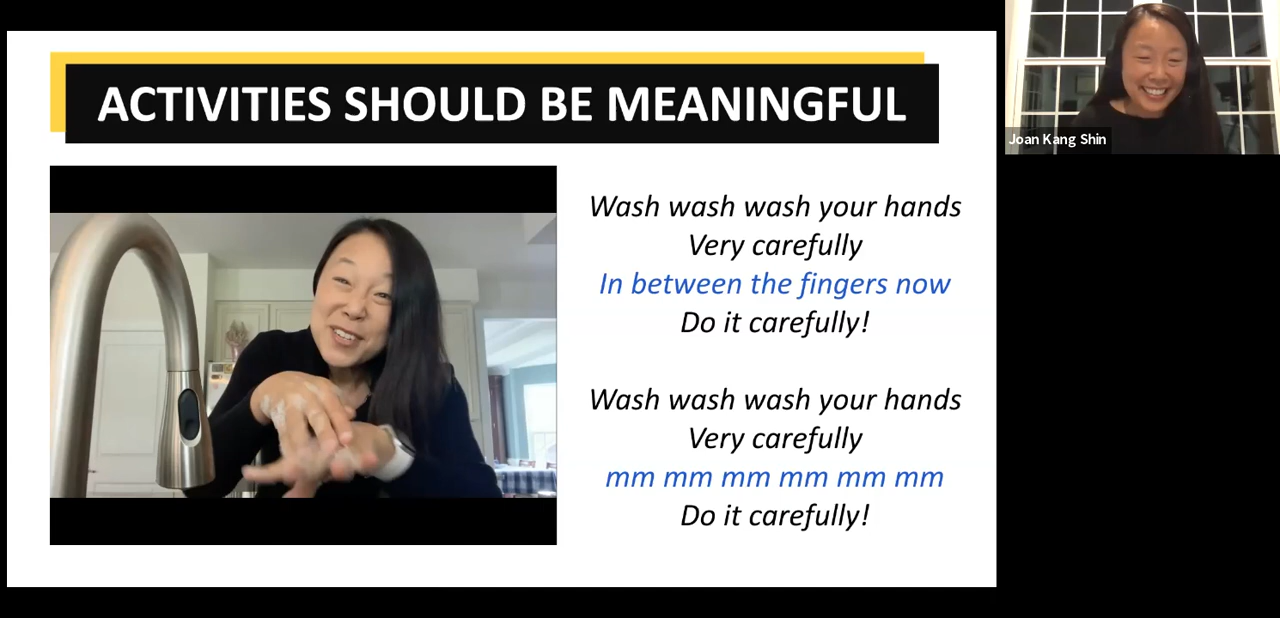 ACTIVITIES SHOULD BE MEANINGFUL
Joan Kang Shin
Wash wash wash your hands
Very carefully
In between the fingers now
Do it carefully!
Wash wash wash your hands
Very carefully
mm mm mm mm mm mm
Do it carefully!